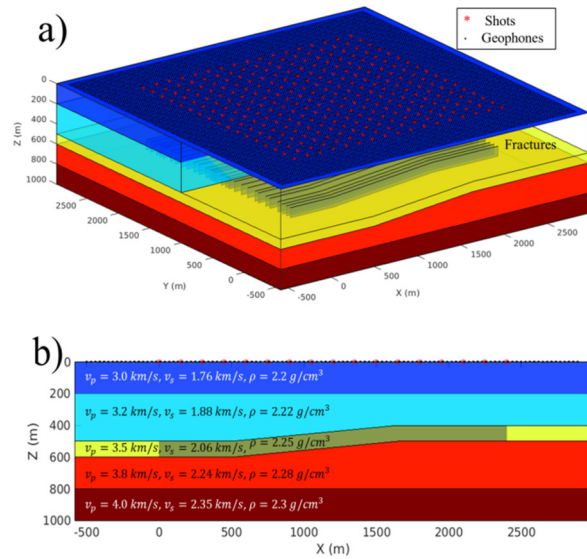 a)
* Shots
· Geophones
Fractures
0
200
400
600
800
1000
Z (m)
2500
2000
1500
1000
500
0
-500
Y (m)
-500
0
500
1000
1500
2000
2500
X (m)
b)
0
200
400
600
800
1000
Z (m)
v_p = 3.0 km/s, v_s = 1.76 km/s, ρ = 2.2 g/cm³
v_p = 3.2 km/s, v_s = 1.88 km/s, ρ = 2.22 g/cm³
v_p = 3.5 km/s, v_s = 2.06 km/s, ρ = 2.25 g/cm³
v_p = 3.8 km/s, v_s = 2.24 km/s, ρ = 2.28 g/cm³
v_p = 4.0 km/s, v_s = 2.35 km/s, ρ = 2.3 g/cm³
-500 0 500 1000 1500 2000 2500
X (m)